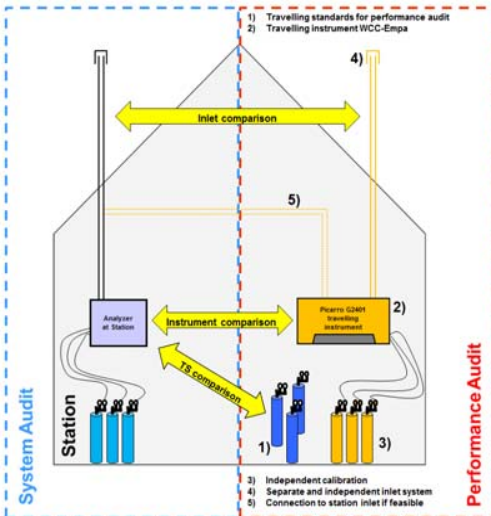 1) Travelling standards for performance audit
2) Travelling instrument WCC-Empa
4)
Inlet comparison
5)
Analyzer
at Station
Instrument comparison
Picarro G2401
travelling
instrument
2)
TS comparison
System Audit
Station
1)
3)
Performance Audit
3) Independent calibration
4) Separate and independent inlet system
5) Connection to station inlet if feasible